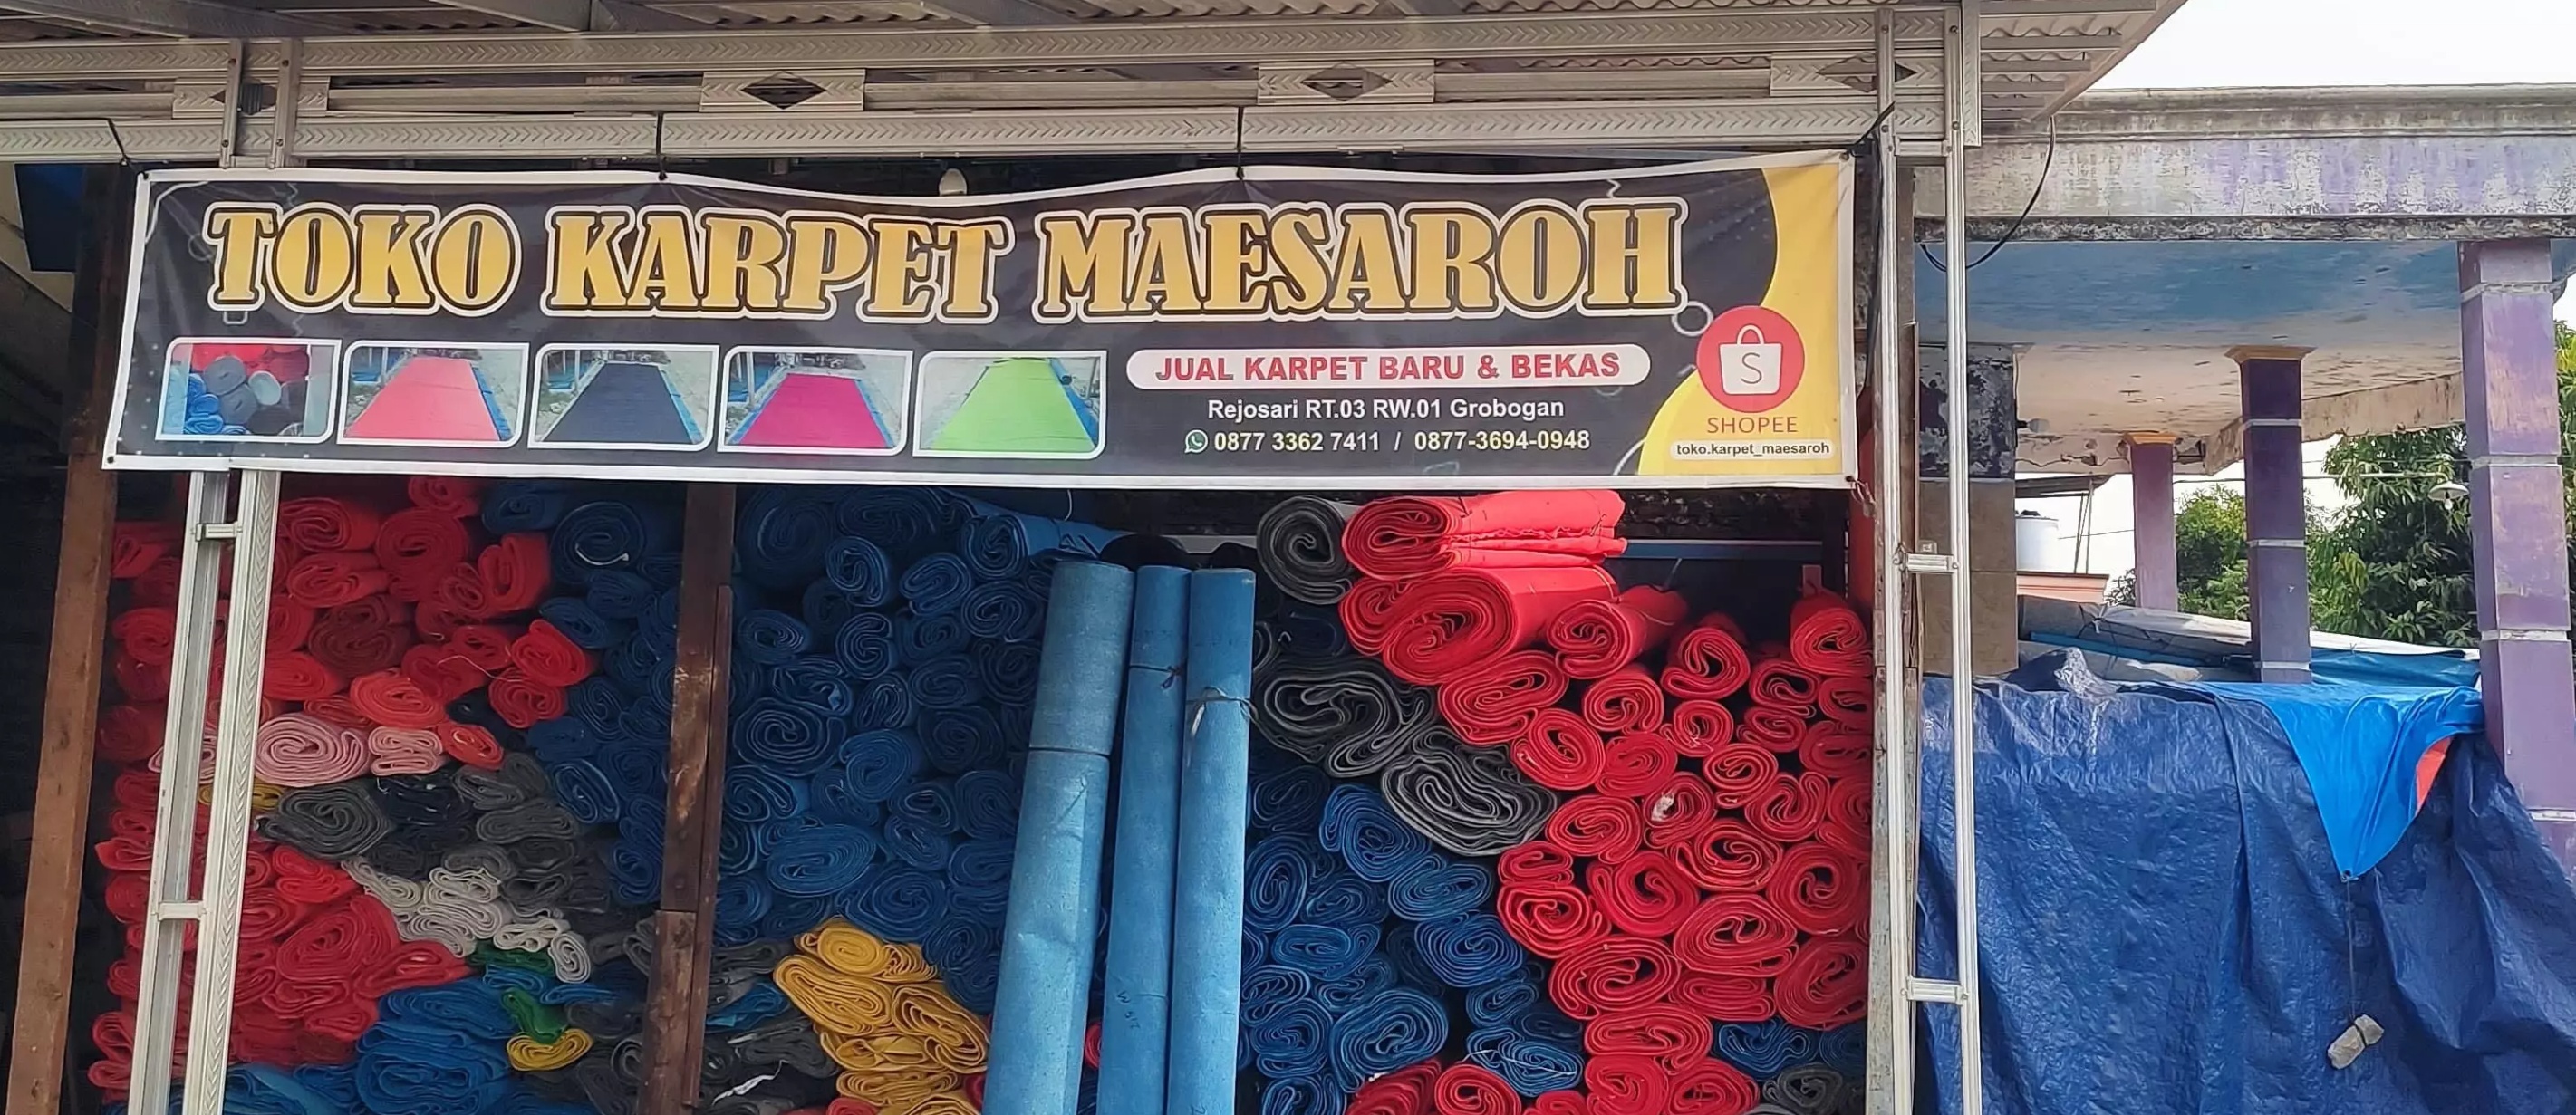 TOKO KARPET MAESAROH
JUAL KARPET BARU & BEKAS
Rejosari RT.03 RW.01 Grobogan
0877 3362 7411 / 0877-3694-0948
S
SHOPEE
toko.karpet_maesaroh